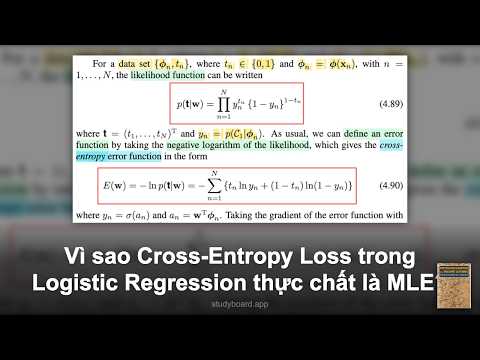 For a data set {ϕₙ, tₙ}, where tₙ ∈ {0, 1} and ϕₙ = ϕ(xₙ), with n =
1, . . . , N, the likelihood function can be written
p(t|w) = ∏ₙ₌₁ᴺ yₙ^{tₙ} {1 − yₙ}^{1−tₙ} (4.89)
where t = (t₁, . . . , t_N)ᵀ and yₙ = p(C₁|ϕₙ). As usual, we can define an error
function by taking the negative logarithm of the likelihood, which gives the cross-
entropy error function in the form
E(w) = − ln p(t|w) = − ∑ₙ₌₁ᴺ {tₙ ln yₙ + (1 − tₙ) ln(1 − yₙ)} (4.90)
where yₙ = σ(aₙ) and aₙ = wᵀϕₙ. Taking the gradient of the error function with
Vì sao Cross-Entropy Loss trong
Logistic Regression thực chất là MLE
studyboard.app